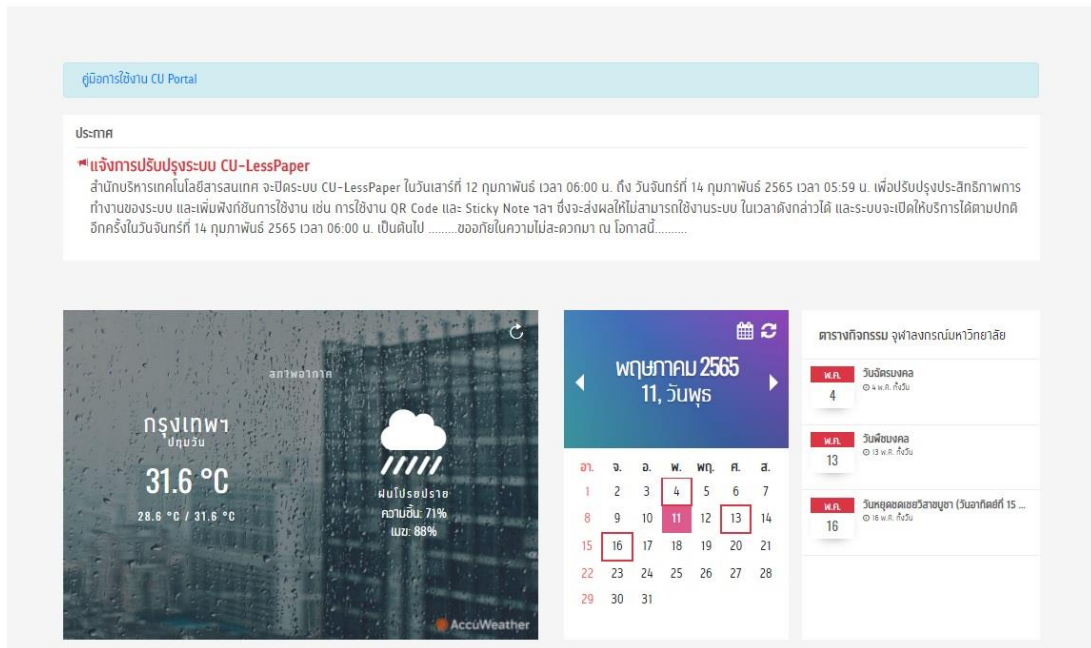 คู่มือการใช้งาน CU Portal
ประกาศ
แจ้งการปรับปรุงระบบ CU-LessPaper
สำนักบริหารเทคโนโลยีสารสนเทศ จะปิดระบบ CU-LessPaper ในวันเสาร์ที่ 12 กุมภาพันธ์ เวลา 06:00 น. ถึง วันจันทร์ที่ 14 กุมภาพันธ์ 2565 เวลา 05:59 น. เพื่อปรับปรุงประสิทธิภาพการ
ทำงานของระบบ และเพิ่มฟังก์ชันการใช้งาน เช่น การใช้งาน QR Code และ Sticky Note ฯลฯ ซึ่งจะส่งผลให้ไม่สามารถใช้งานระบบ ในเวลาดังกล่าวได้ และระบบจะเปิดให้บริการได้ตามปกติ
อีกครั้งในวันจันทร์ที่ 14 กุมภาพันธ์ 2565 เวลา 06:00 น. เป็นต้นไป .........ขออภัยในความไม่สะดวกมา ณ โอกาสนี้..........
สภาพอากาศ
กรุงเทพฯ
ปทุมวัน
31.6 °C
28.6 °C / 31.6 °C
ฝนโปรยปราย
ความชื้น: 71%
เมฆ: 88%
AccuWeather
พฤษภาคม 2565
11, วันพุธ
อา. จ. อ. พ. พฤ. ศ. ส.
1 2 3 4 5 6 7
8 9 10 11 12 13 14
15 16 17 18 19 20 21
22 23 24 25 26 27 28
29 30 31
ตารางกิจกรรม จุฬาลงกรณ์มหาวิทยาลัย
พ.ค.
4
วันฉัตรมงคล
4 พ.ค. ทั้งวัน
พ.ค.
13
วันพืชมงคล
13 พ.ค. ทั้งวัน
พ.ค.
16
วันหยุดชดเชยวิสาขบูชา (วันอาทิตย์ที่ 15 ...
16 พ.ค. ทั้งวัน